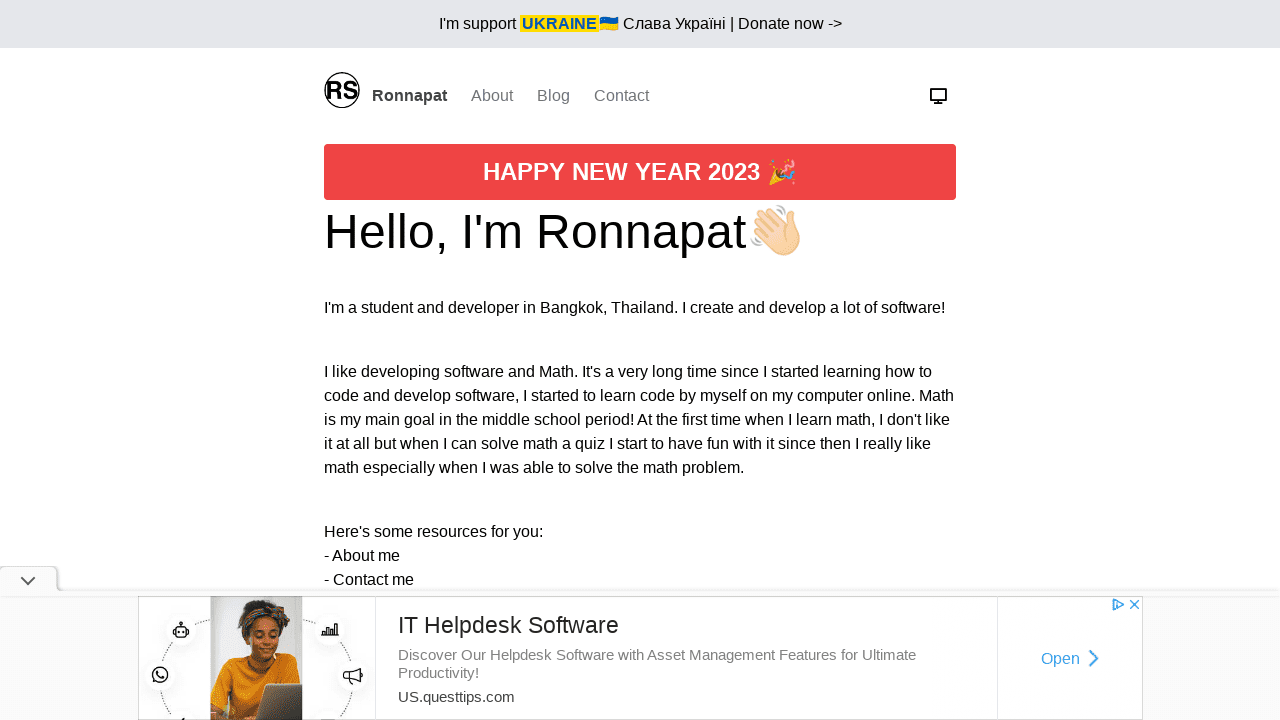 I'm support UKRAINE🇺🇦 Слава Україні | Donate now ->
RS
Ronnapat About Blog Contact
HAPPY NEW YEAR 2023 🎉
Hello, I'm Ronnapat👋🏻
I'm a student and developer in Bangkok, Thailand. I create and develop a lot of software!
I like developing software and Math. It's a very long time since I started learning how to
code and develop software, I started to learn code by myself on my computer online. Math
is my main goal in the middle school period! At the first time when I learn math, I don't like
it at all but when I can solve math a quiz I start to have fun with it since then I really like
math especially when I was able to solve the math problem.
Here's some resources for you:
- About me
- Contact me
IT Helpdesk Software
Discover Our Helpdesk Software with Asset Management Features for Ultimate
Productivity!
US.questtips.com
Open